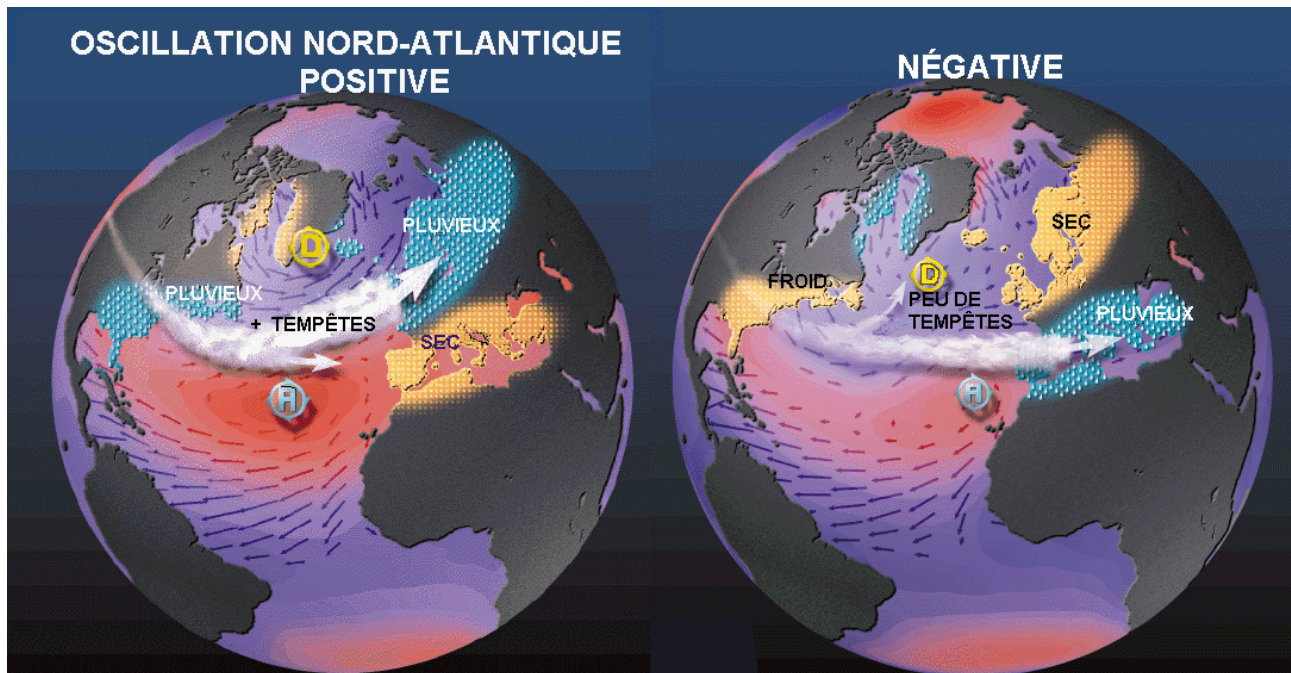 OSCILLATION NORD-ATLANTIQUE
POSITIVE
PLUVIEUX
D
PLUVIEUX
+ TEMPÊTES
SEC
A
NÉGATIVE
SEC
FROID
D
PEU DE
TEMPÊTES
PLUVIEUX
A